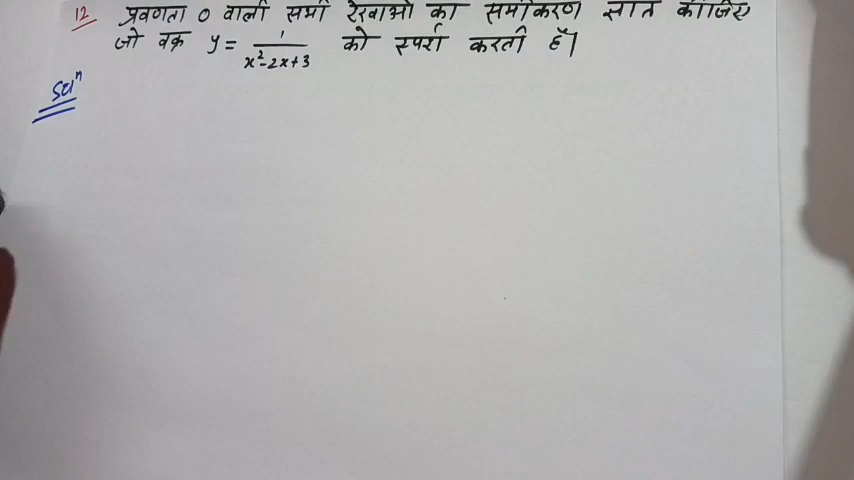 12 प्रवणता 0 वाली सभी रेखाओं का समीकरण ज्ञात कीजिए
जो वक्र y = 1/(x²-2x+3) को स्पर्श करती हैं।
Solⁿ